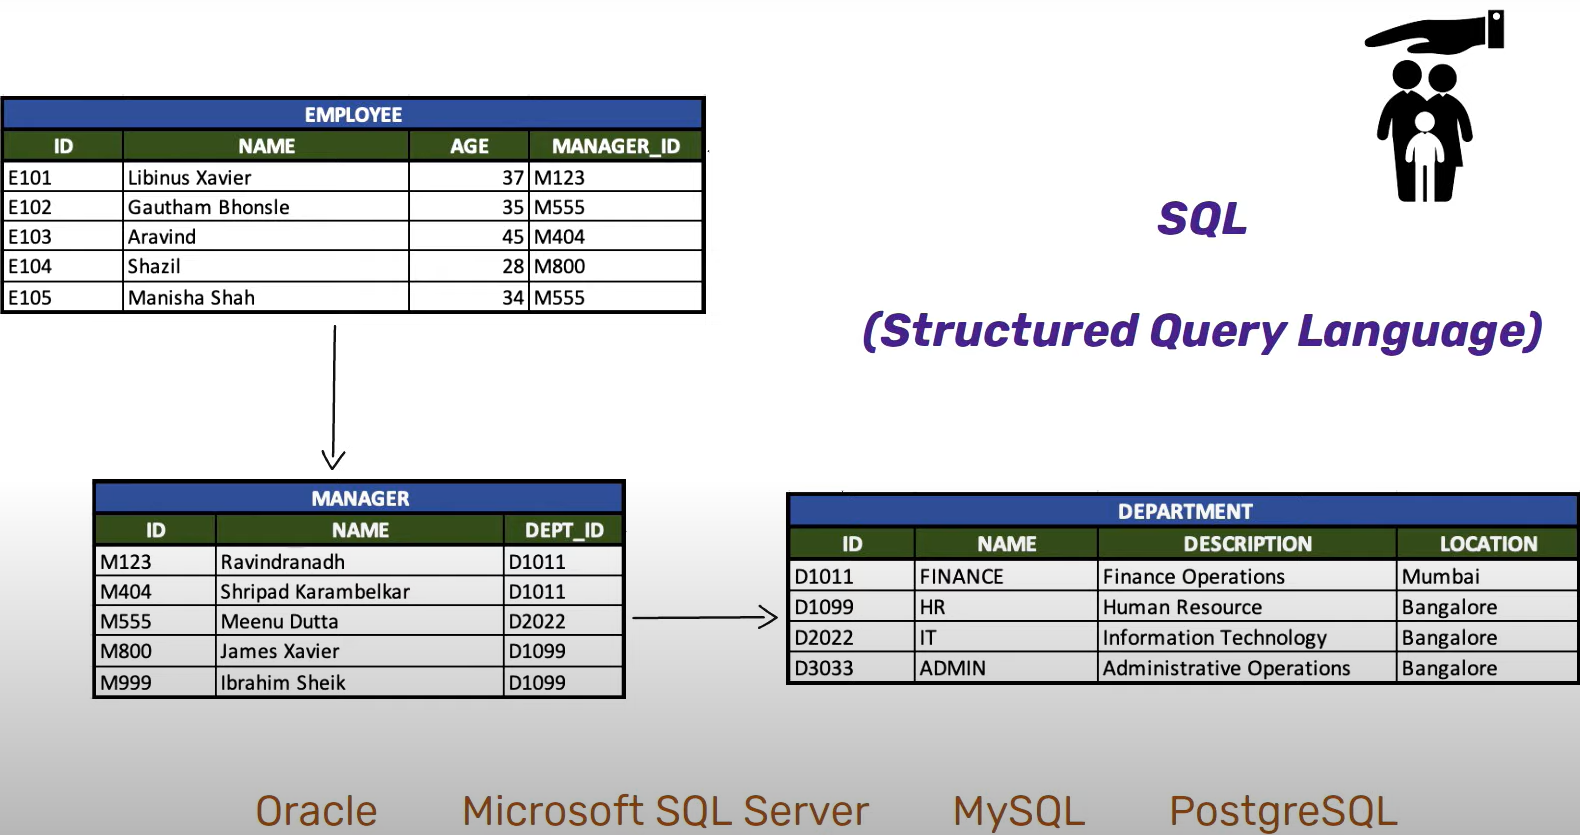 EMPLOYEE
ID NAME AGE MANAGER_ID
E101 Libinus Xavier 37 M123
E102 Gautham Bhonsle 35 M555
E103 Aravind 45 M404
E104 Shazil 28 M800
E105 Manisha Shah 34 M555
SQL
(Structured Query Language)
MANAGER
ID NAME DEPT_ID
M123 Ravindranadh D1011
M404 Shripad Karambelkar D1011
M555 Meenu Dutta D2022
M800 James Xavier D1099
M999 Ibrahim Sheik D1099
DEPARTMENT
ID NAME DESCRIPTION LOCATION
D1011 FINANCE Finance Operations Mumbai
D1099 HR Human Resource Bangalore
D2022 IT Information Technology Bangalore
D3033 ADMIN Administrative Operations Bangalore
Oracle Microsoft SQL Server MySQL PostgreSQL